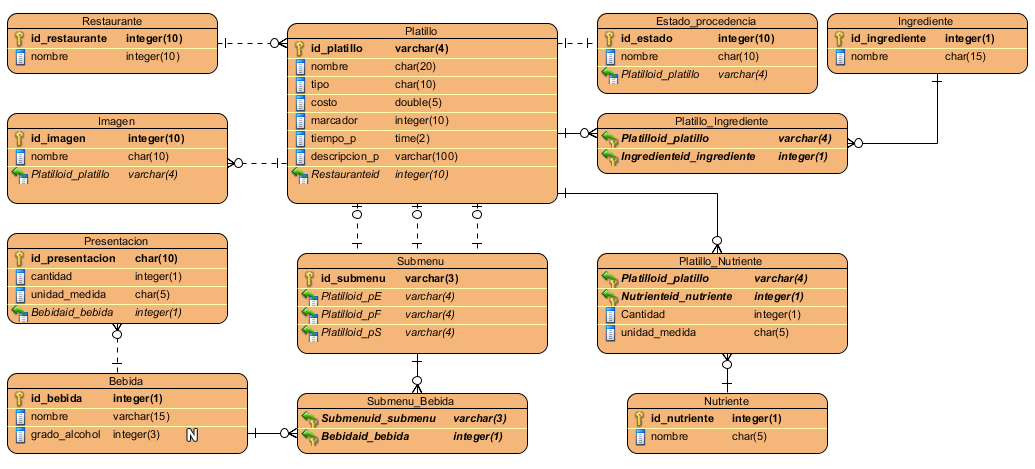 Restaurante
id_restaurante integer(10)
nombre integer(10)
Platillo
id_platillo varchar(4)
nombre char(20)
tipo char(10)
costo double(5)
marcador integer(10)
tiempo_p time(2)
descripcion_p varchar(100)
Restauranteid integer(10)
Estado_procedencia
id_estado integer(10)
nombre char(10)
Platilloid_platillo varchar(4)
Ingrediente
id_ingrediente integer(1)
nombre char(15)
Imagen
id_imagen integer(10)
nombre char(10)
Platilloid_platillo varchar(4)
Platillo_Ingrediente
Platilloid_platillo varchar(4)
Ingredienteid_ingrediente integer(1)
Presentacion
id_presentacion char(10)
cantidad integer(1)
unidad_medida char(5)
Bebidaid_bebida integer(1)
Submenu
id_submenu varchar(3)
Platilloid_pE varchar(4)
Platilloid_pF varchar(4)
Platilloid_pS varchar(4)
Platillo_Nutriente
Platilloid_platillo varchar(4)
Nutrienteid_nutriente integer(1)
Cantidad integer(1)
unidad_medida char(5)
Bebida
id_bebida integer(1)
nombre varchar(15)
grado_alcohol integer(3) N
Submenu_Bebida
Submenuid_submenu varchar(3)
Bebidaid_bebida integer(1)
Nutriente
id_nutriente integer(1)
nombre char(5)